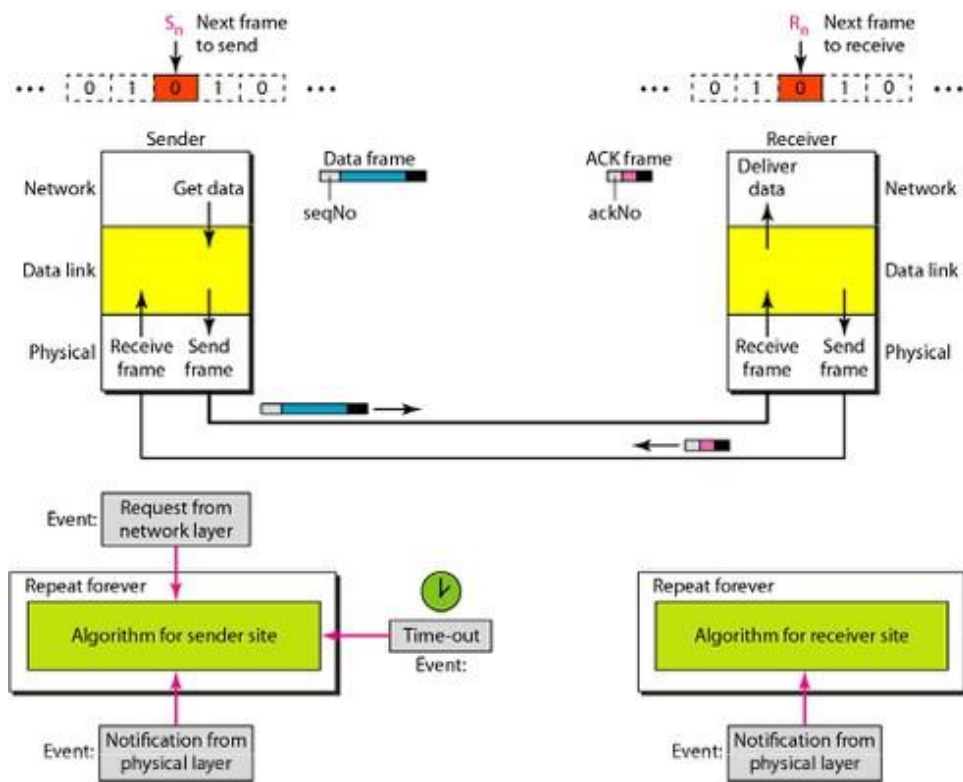 Sn Next frame
to send
Rn Next frame
to receive
... 0 1 0 1 0 ...
... 0 1 0 1 0 ...
Sender
Receiver
Data frame
ACK frame
seqNo
ackNo
Network
Get data
Deliver
data
Network
Data link
Data link
Physical
Receive
frame
Send
frame
Receive
frame
Send
frame
Physical
Event:
Request from
network layer
Repeat forever
Algorithm for sender site
Time-out
Event:
Repeat forever
Algorithm for receiver site
Event:
Notification from
physical layer
Event:
Notification from
physical layer